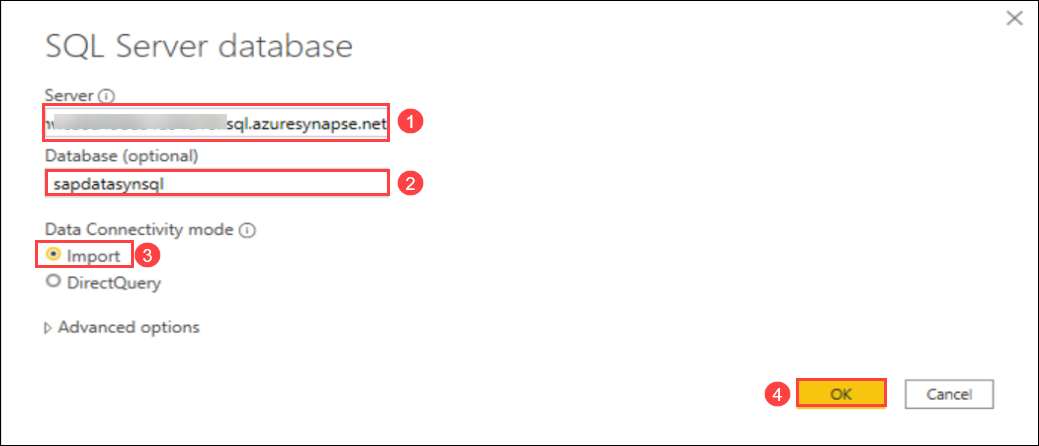 SQL Server database
Server
sql.azuresynapse.net
1
Database (optional)
sapdatasynsql
2
Data Connectivity mode
Import
3
DirectQuery
Advanced options
4
OK
Cancel